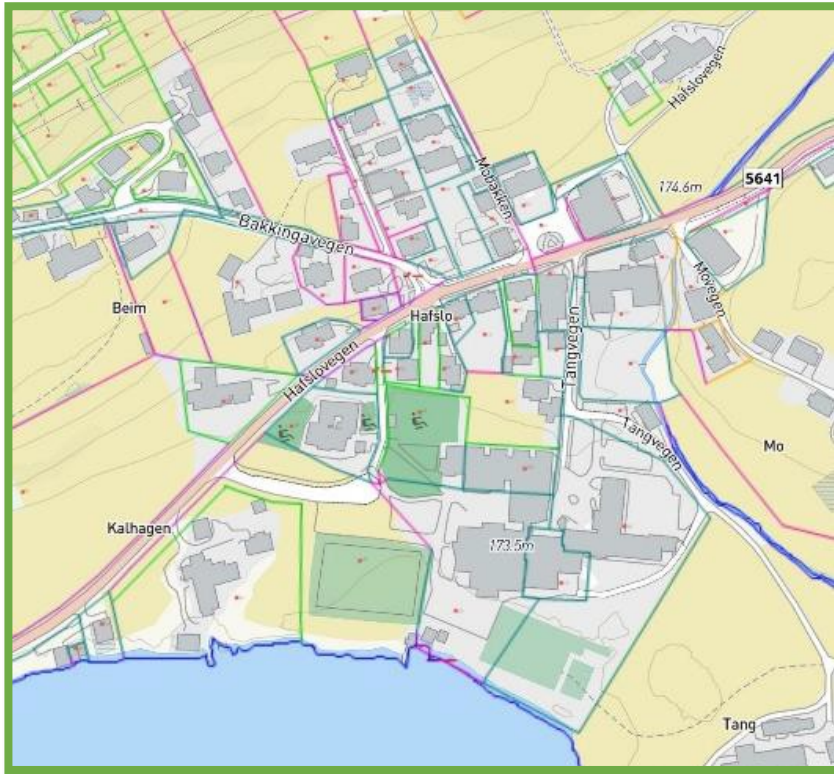 Hafslovegen
5641
174.6m
Mobakken
Bakkingavegen
Movegen
Beim
Hafslo
Hafslovegen
Tangvegen
Tangvegen
Mo
Kalhagen
173.5m
Tang